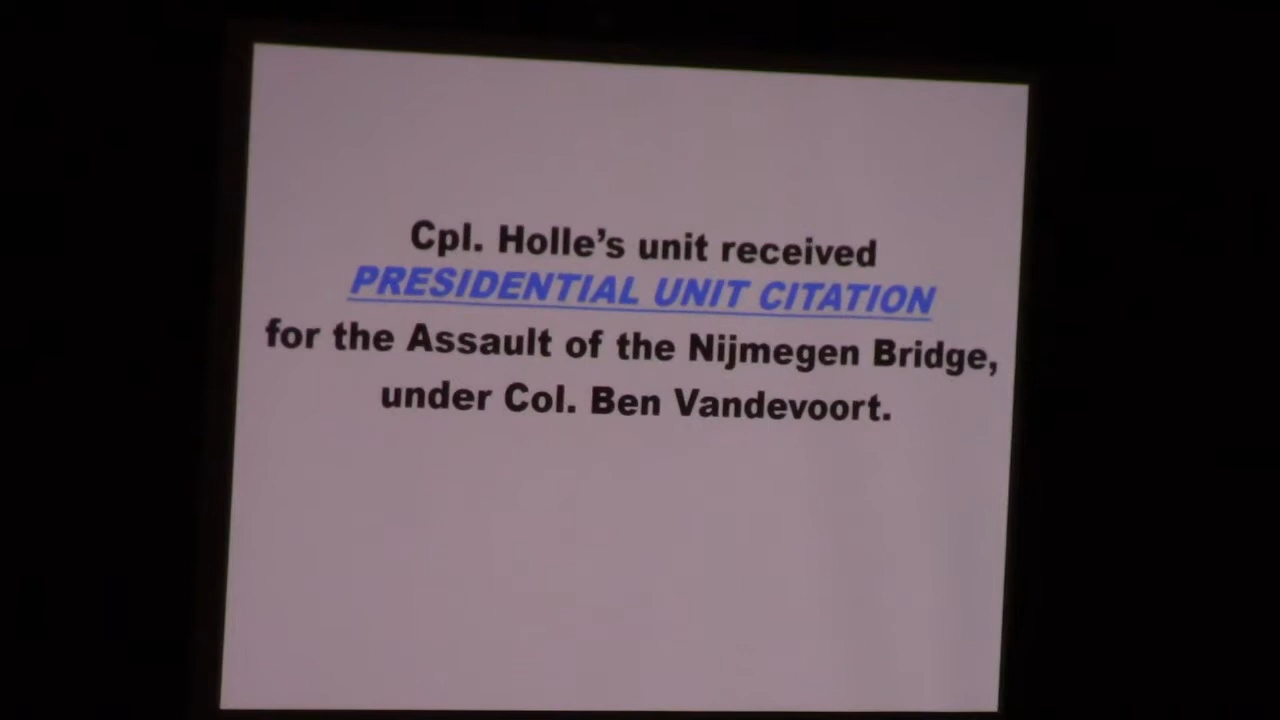 Cpl. Holle’s unit received
PRESIDENTIAL UNIT CITATION
for the Assault of the Nijmegen Bridge,
under Col. Ben Vandevoort.